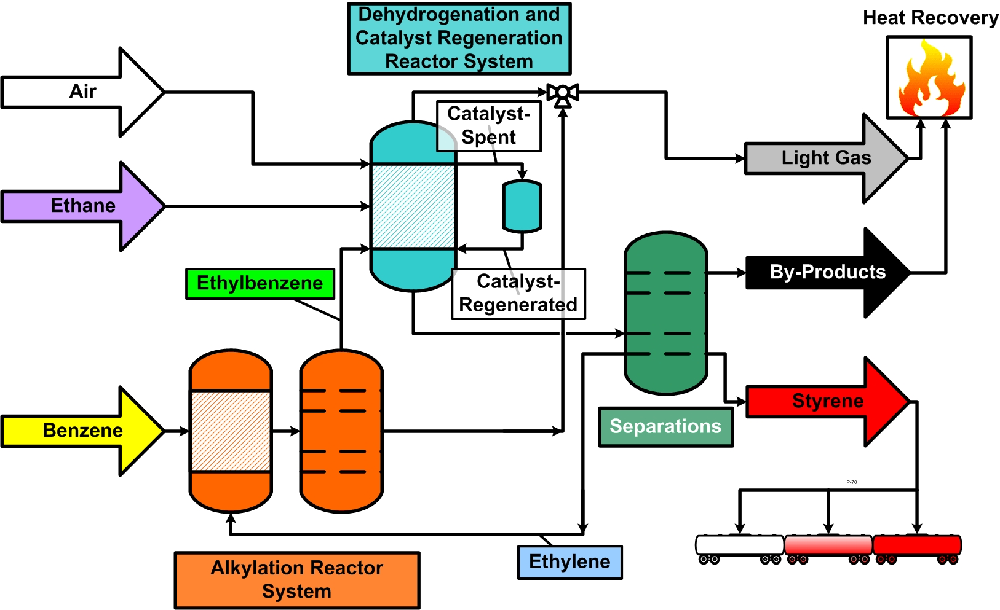 Dehydrogenation and
Catalyst Regeneration
Reactor System
Heat Recovery
Air
Catalyst-
Spent
Light Gas
Ethane
By-Products
Ethylbenzene
Catalyst-
Regenerated
Styrene
Separations
Benzene
P-70
Ethylene
Alkylation Reactor
System